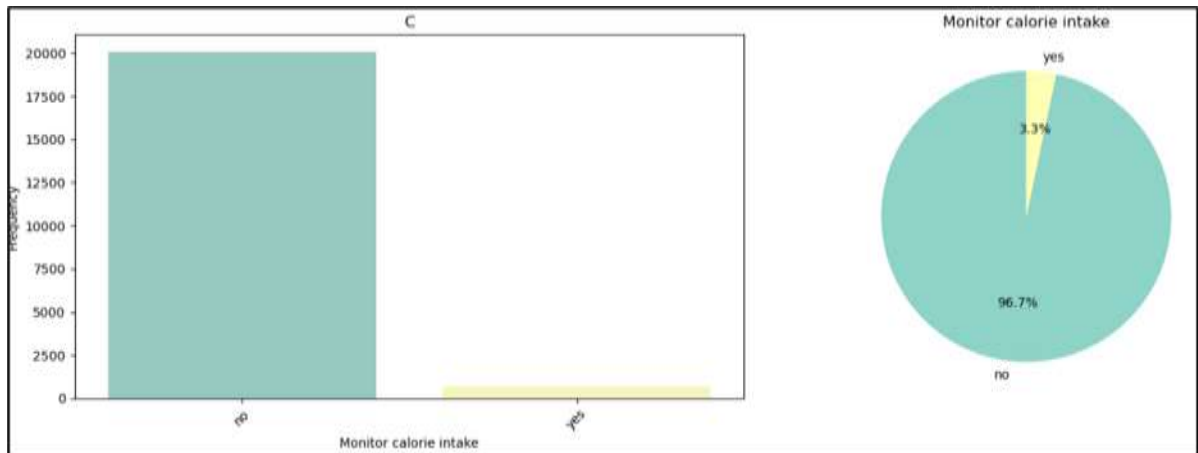 C
20000
17500
15000
12500
10000
7500
5000
2500
0
Frequency
no
yes
Monitor calorie intake
Monitor calorie intake
yes
3.3%
96.7%
no